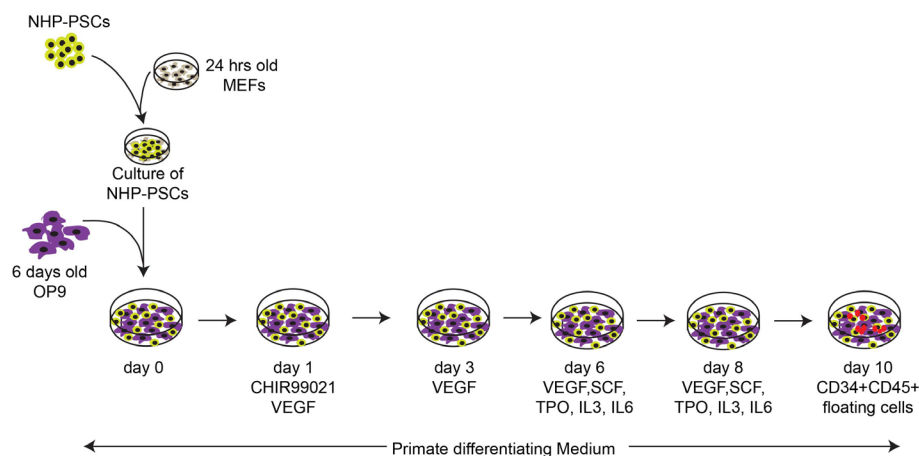 NHP-PSCs
24 hrs old
MEFs
Culture of
NHP-PSCs
6 days old
OP9
day 0
day 1
CHIR99021
VEGF
day 3
VEGF
day 6
VEGF,SCF,
TPO, IL3, IL6
day 8
VEGF,SCF,
TPO, IL3, IL6
day 10
CD34+CD45+
floating cells
Primate differentiating Medium